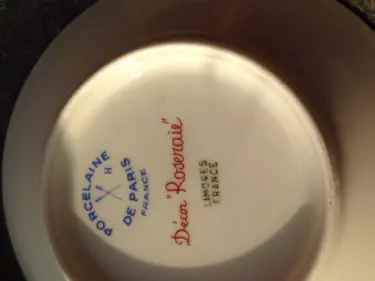 PORCELAINE
H
DE PARIS
FRANCE
Décor "Roseraie"
LIMOGES
FRANCE